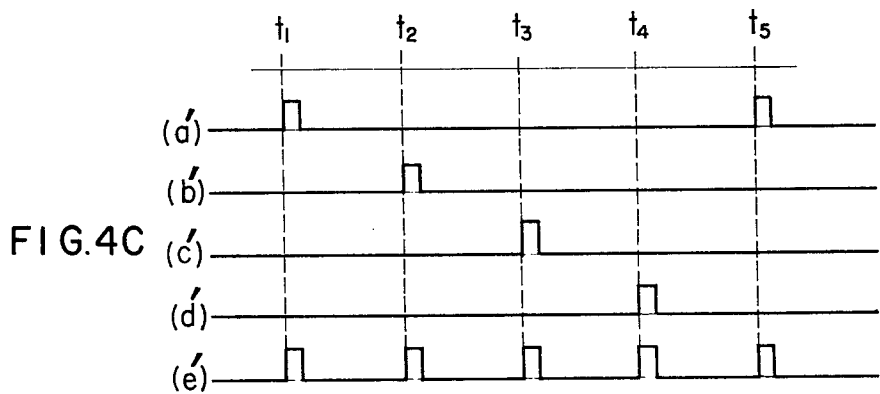 t₁ t₂ t₃ t₄ t₅
(a′)
(b′)
FIG.4C (c′)
(d′)
(e′)